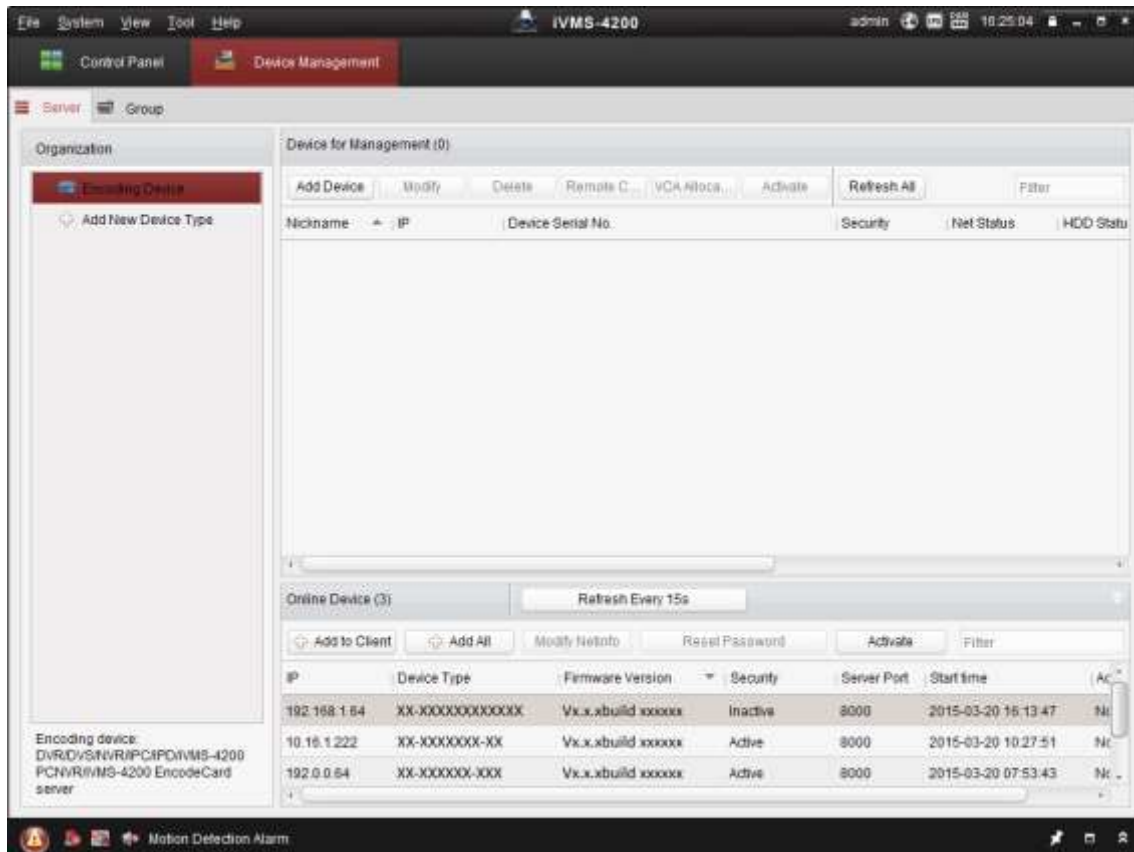 File System View Tool Help iVMS-4200 admin 16:25:04
Control Panel Device Management
Server Group
Organization Device for Management (0)
Encoding Device Add Device Modify Delete Remote C... VCA Alloca... Activate Refresh All Filter
Add New Device Type Nickname IP Device Serial No. Security Net Status HDD Statu
Online Device (3) Refresh Every 15s
Add to Client Add All Modify Netinfo Reset Password Activate Filter
IP Device Type Firmware Version Security Server Port Start time
192.168.1.64 XX-XXXXXXXXXXXX Vx.x.xbuild xxxxxx Inactive 8000 2015-03-20 16:13:47
10.16.1.222 XX-XXXXXXX-XX Vx.x.xbuild xxxxxx Active 8000 2015-03-20 10:27:51
192.0.0.64 XX-XXXXXX-XXX Vx.x.xbuild xxxxxx Active 8000 2015-03-20 07:53:43
Encoding device:
DVR/DVS/NVR/IPC/IPD/iVMS-4200
PCNVR/iVMS-4200 EncodeCard
server
Motion Detection Alarm